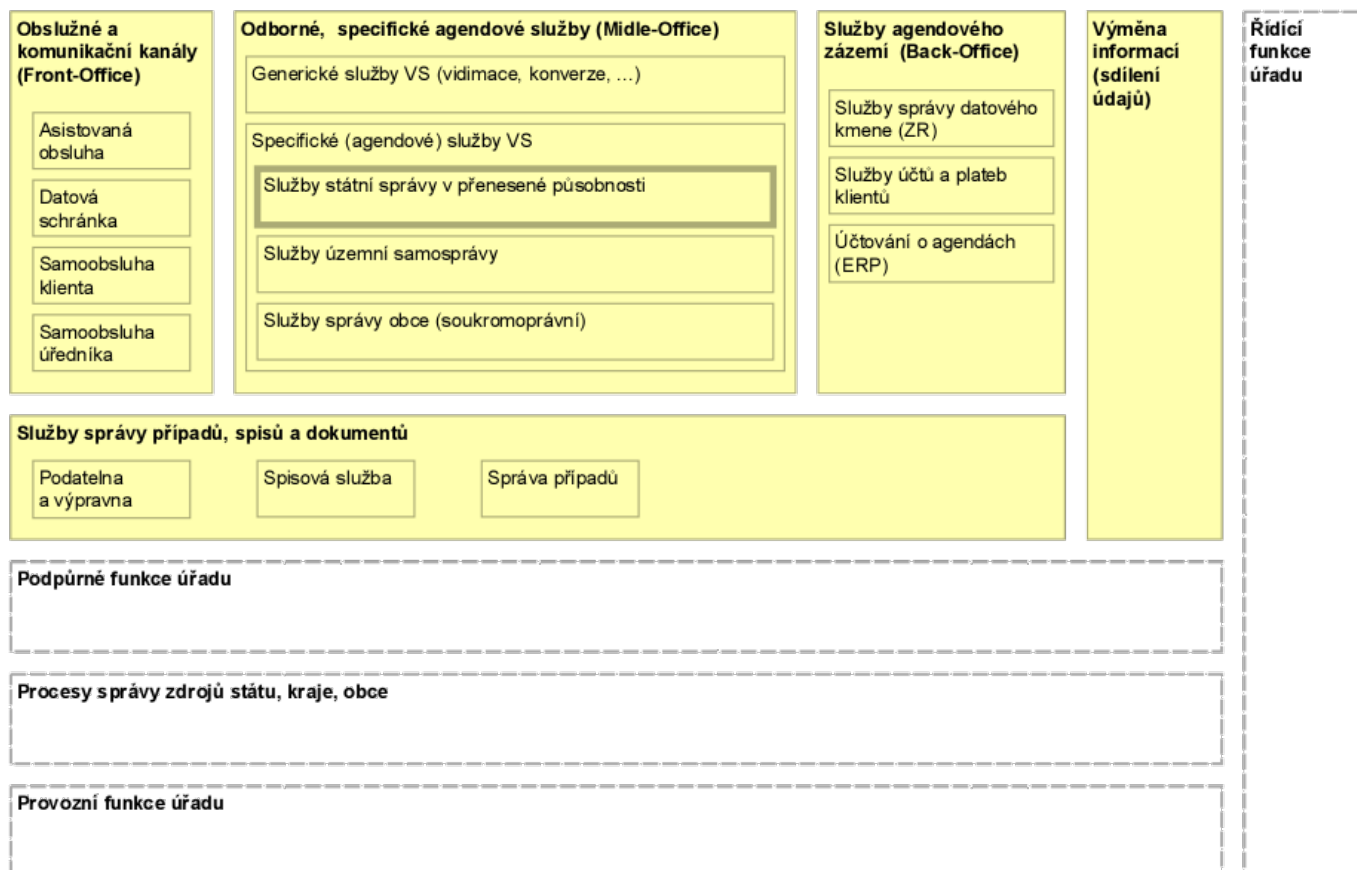 Obslužné a
komunikační kanály
(Front-Office)
Asistovaná
obsluha
Datová
schránka
Samoobsluha
klienta
Samoobsluha
úředníka
Odborné, specifické agendové služby (Midle-Office)
Generické služby VS (vidimace, konverze, ...)
Specifické (agendové) služby VS
Služby státní správy v přenesené působnosti
Služby územní samosprávy
Služby správy obce (soukromoprávní)
Služby agendového
zázemí (Back-Office)
Služby správy datového
kmene (ZR)
Služby účtů a plateb
klientů
Účtování o agendách
(ERP)
Výměna
informací
(sdílení
údajů)
Řídící
funkce
úřadu
Služby správy případů, spisů a dokumentů
Podatelna
a výpravna
Spisová služba
Správa případů
Podpůrné funkce úřadu
Procesy správy zdrojů státu, kraje, obce
Provozní funkce úřadu